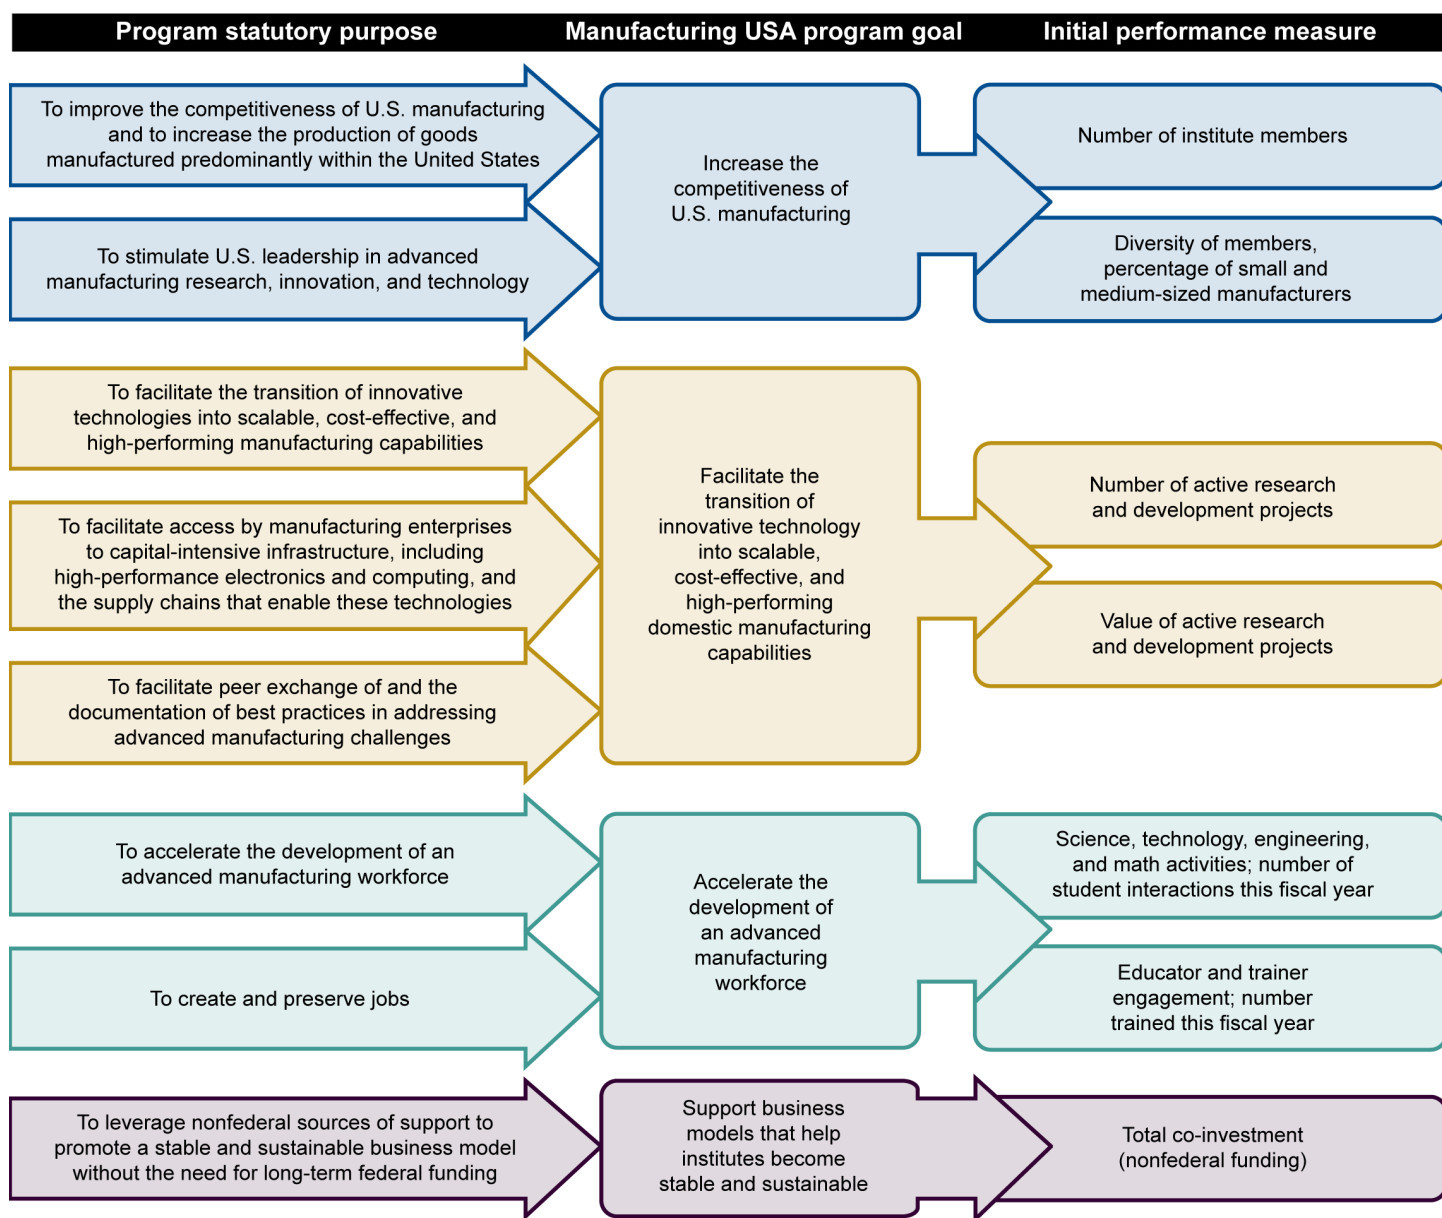 Program statutory purpose
Manufacturing USA program goal
Initial performance measure
To improve the competitiveness of U.S. manufacturing
and to increase the production of goods
manufactured predominantly within the United States
To stimulate U.S. leadership in advanced
manufacturing research, innovation, and technology
Increase the
competitiveness of
U.S. manufacturing
Number of institute members
Diversity of members,
percentage of small and
medium-sized manufacturers
To facilitate the transition of innovative
technologies into scalable, cost-effective, and
high-performing manufacturing capabilities
To facilitate access by manufacturing enterprises
to capital-intensive infrastructure, including
high-performance electronics and computing, and
the supply chains that enable these technologies
To facilitate peer exchange of and the
documentation of best practices in addressing
advanced manufacturing challenges
Facilitate the
transition of
innovative technology
into scalable,
cost-effective, and
high-performing
domestic manufacturing
capabilities
Number of active research
and development projects
Value of active research
and development projects
To accelerate the development of an
advanced manufacturing workforce
To create and preserve jobs
Accelerate the
development of
an advanced
manufacturing
workforce
Science, technology, engineering,
and math activities; number of
student interactions this fiscal year
Educator and trainer
engagement; number
trained this fiscal year
To leverage nonfederal sources of support to
promote a stable and sustainable business model
without the need for long-term federal funding
Support business
models that help
institutes become
stable and sustainable
Total co-investment
(nonfederal funding)